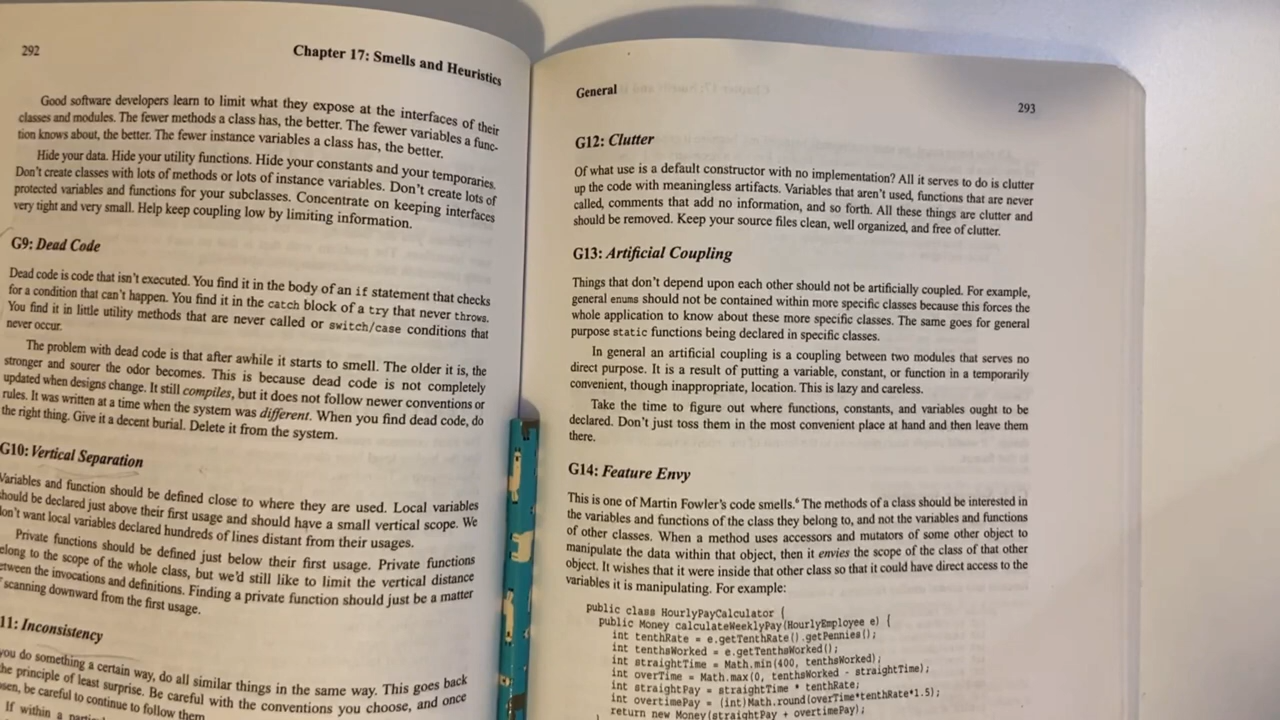 292
Chapter 17: Smells and Heuristics
Good software developers learn to limit what they expose at the interfaces of their
classes and modules. The fewer methods a class has, the better. The fewer variables a func-
tion knows about, the better. The fewer instance variables a class has, the better.
Hide your data. Hide your utility functions. Hide your constants and your temporaries.
Don't create classes with lots of methods or lots of instance variables. Don't create lots of
protected variables and functions for your subclasses. Concentrate on keeping interfaces
very tight and very small. Help keep coupling low by limiting information.
G9: Dead Code
Dead code is code that isn't executed. You find it in the body of an if statement that checks
for a condition that can't happen. You find it in the catch block of a try that never throws.
You find it in little utility methods that are never called or switch/case conditions that
never occur.
The problem with dead code is that after awhile it starts to smell. The older it is, the
stronger and sourer the odor becomes. This is because dead code is not completely
updated when designs change. It still compiles, but it does not follow newer conventions or
rules. It was written at a time when the system was different. When you find dead code, do
the right thing. Give it a decent burial. Delete it from the system.
G10: Vertical Separation
Variables and function should be defined close to where they are used. Local variables
should be declared just above their first usage and should have a small vertical scope. We
don't want local variables declared hundreds of lines distant from their usages.
Private functions should be defined just below their first usage. Private functions
belong to the scope of the whole class, but we'd still like to limit the vertical distance
between the invocations and definitions. Finding a private function should just be a matter
of scanning downward from the first usage.
11: Inconsistency
you do something a certain way, do all similar things in the same way. This goes back
the principle of least surprise. Be careful with the conventions you choose, and once
osen, be careful to continue to follow them
If within a
General
293
G12: Clutter
Of what use is a default constructor with no implementation? All it serves to do is clutter
up the code with meaningless artifacts. Variables that aren't used, functions that are never
called, comments that add no information, and so forth. All these things are clutter and
should be removed. Keep your source files clean, well organized, and free of clutter.
G13: Artificial Coupling
Things that don't depend upon each other should not be artificially coupled. For example,
general enums should not be contained within more specific classes because this forces the
whole application to know about these more specific classes. The same goes for general
purpose static functions being declared in specific classes.
In general an artificial coupling is a coupling between two modules that serves no
direct purpose. It is a result of putting a variable, constant, or function in a temporarily
convenient, though inappropriate, location. This is lazy and careless.
Take the time to figure out where functions, constants, and variables ought to be
declared. Don't just toss them in the most convenient place at hand and then leave them
there.
G14: Feature Envy
This is one of Martin Fowler's code smells.⁶ The methods of a class should be interested in
the variables and functions of the class they belong to, and not the variables and functions
of other classes. When a method uses accessors and mutators of some other object to
manipulate the data within that object, then it envies the scope of the class of that other
object. It wishes that it were inside that other class so that it could have direct access to the
variables it is manipulating. For example:
public class HourlyPayCalculator {
public Money calculateWeeklyPay(HourlyEmployee e) {
int tenthRate = e.getTenthRate().getPennies();
int tenthsWorked = e.getTenthsWorked();
int straightTime = Math.min(400, tenthsWorked);
int overTime = Math.max(0, tenthsWorked - straightTime);
int straightPay = straightTime * tenthRate;
int overtimePay = (int)Math.round(overTime*tenthRate*1.5);
return new Money(straightPay + overtimePay);